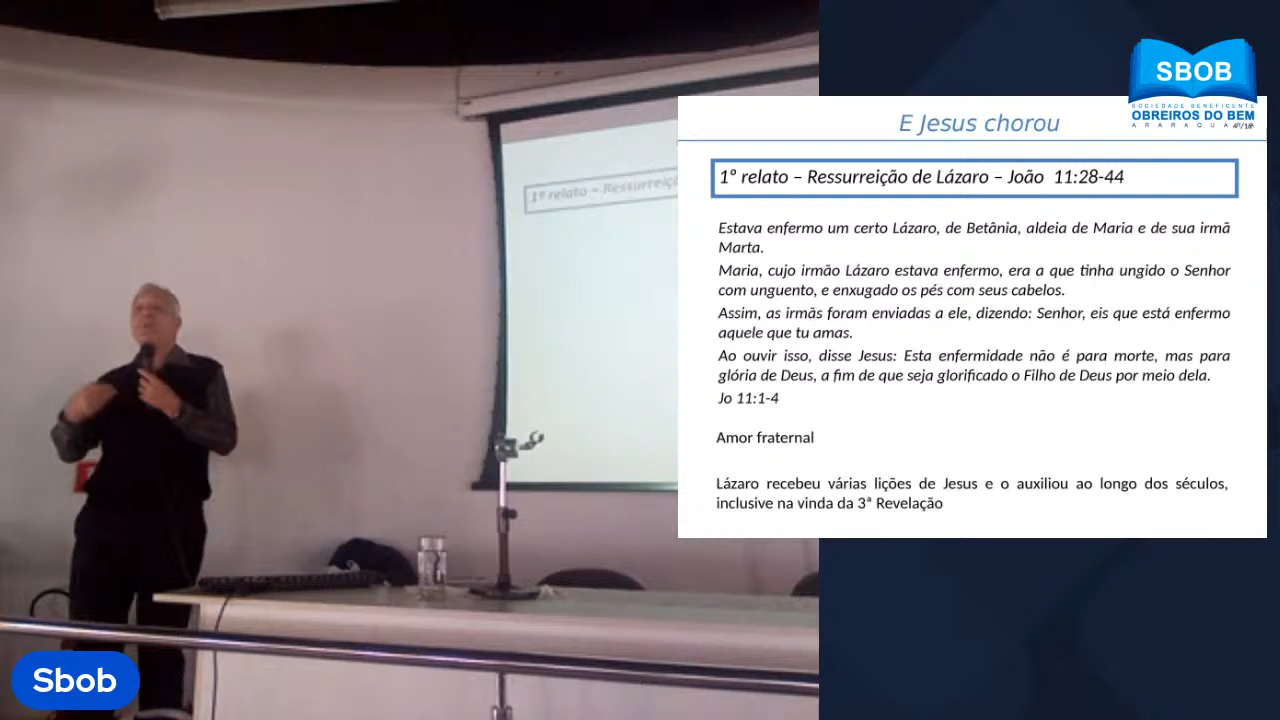 SBOB
SOCIEDADE BENEFICENTE
OBREIROS DO BEM
E Jesus chorou
1º relato – Ressurreição de Lázaro – João 11:28-44
1º relato – Ressurreiç
Estava enfermo um certo Lázaro, de Betânia, aldeia de Maria e de sua irmã
Marta.
Maria, cujo irmão Lázaro estava enfermo, era a que tinha ungido o Senhor
com unguento, e enxugado os pés com seus cabelos.
Assim, as irmãs foram enviadas a ele, dizendo: Senhor, eis que está enfermo
aquele que tu amas.
Ao ouvir isso, disse Jesus: Esta enfermidade não é para morte, mas para
glória de Deus, a fim de que seja glorificado o Filho de Deus por meio dela.
Jo 11:1-4
Amor fraternal
Lázaro recebeu várias lições de Jesus e o auxiliou ao longo dos séculos,
inclusive na vinda da 3ª Revelação
Sbob